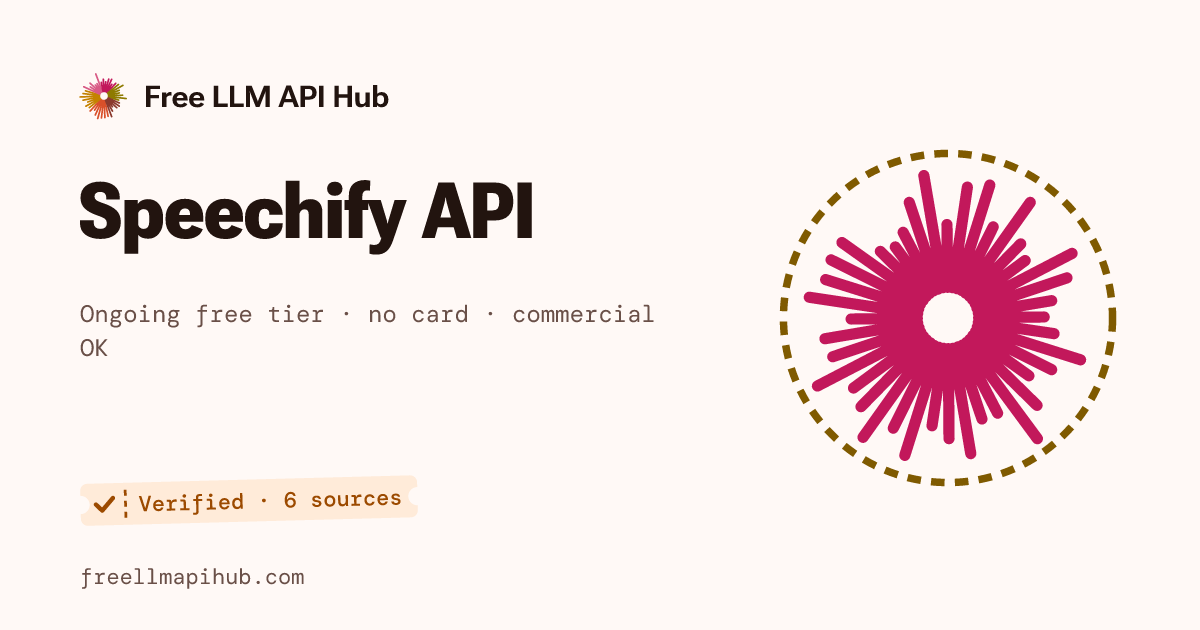 Free LLM API Hub
Speechify API
Ongoing free tier · no card · commercial
OK
Verified · 6 sources
freellmapihub.com